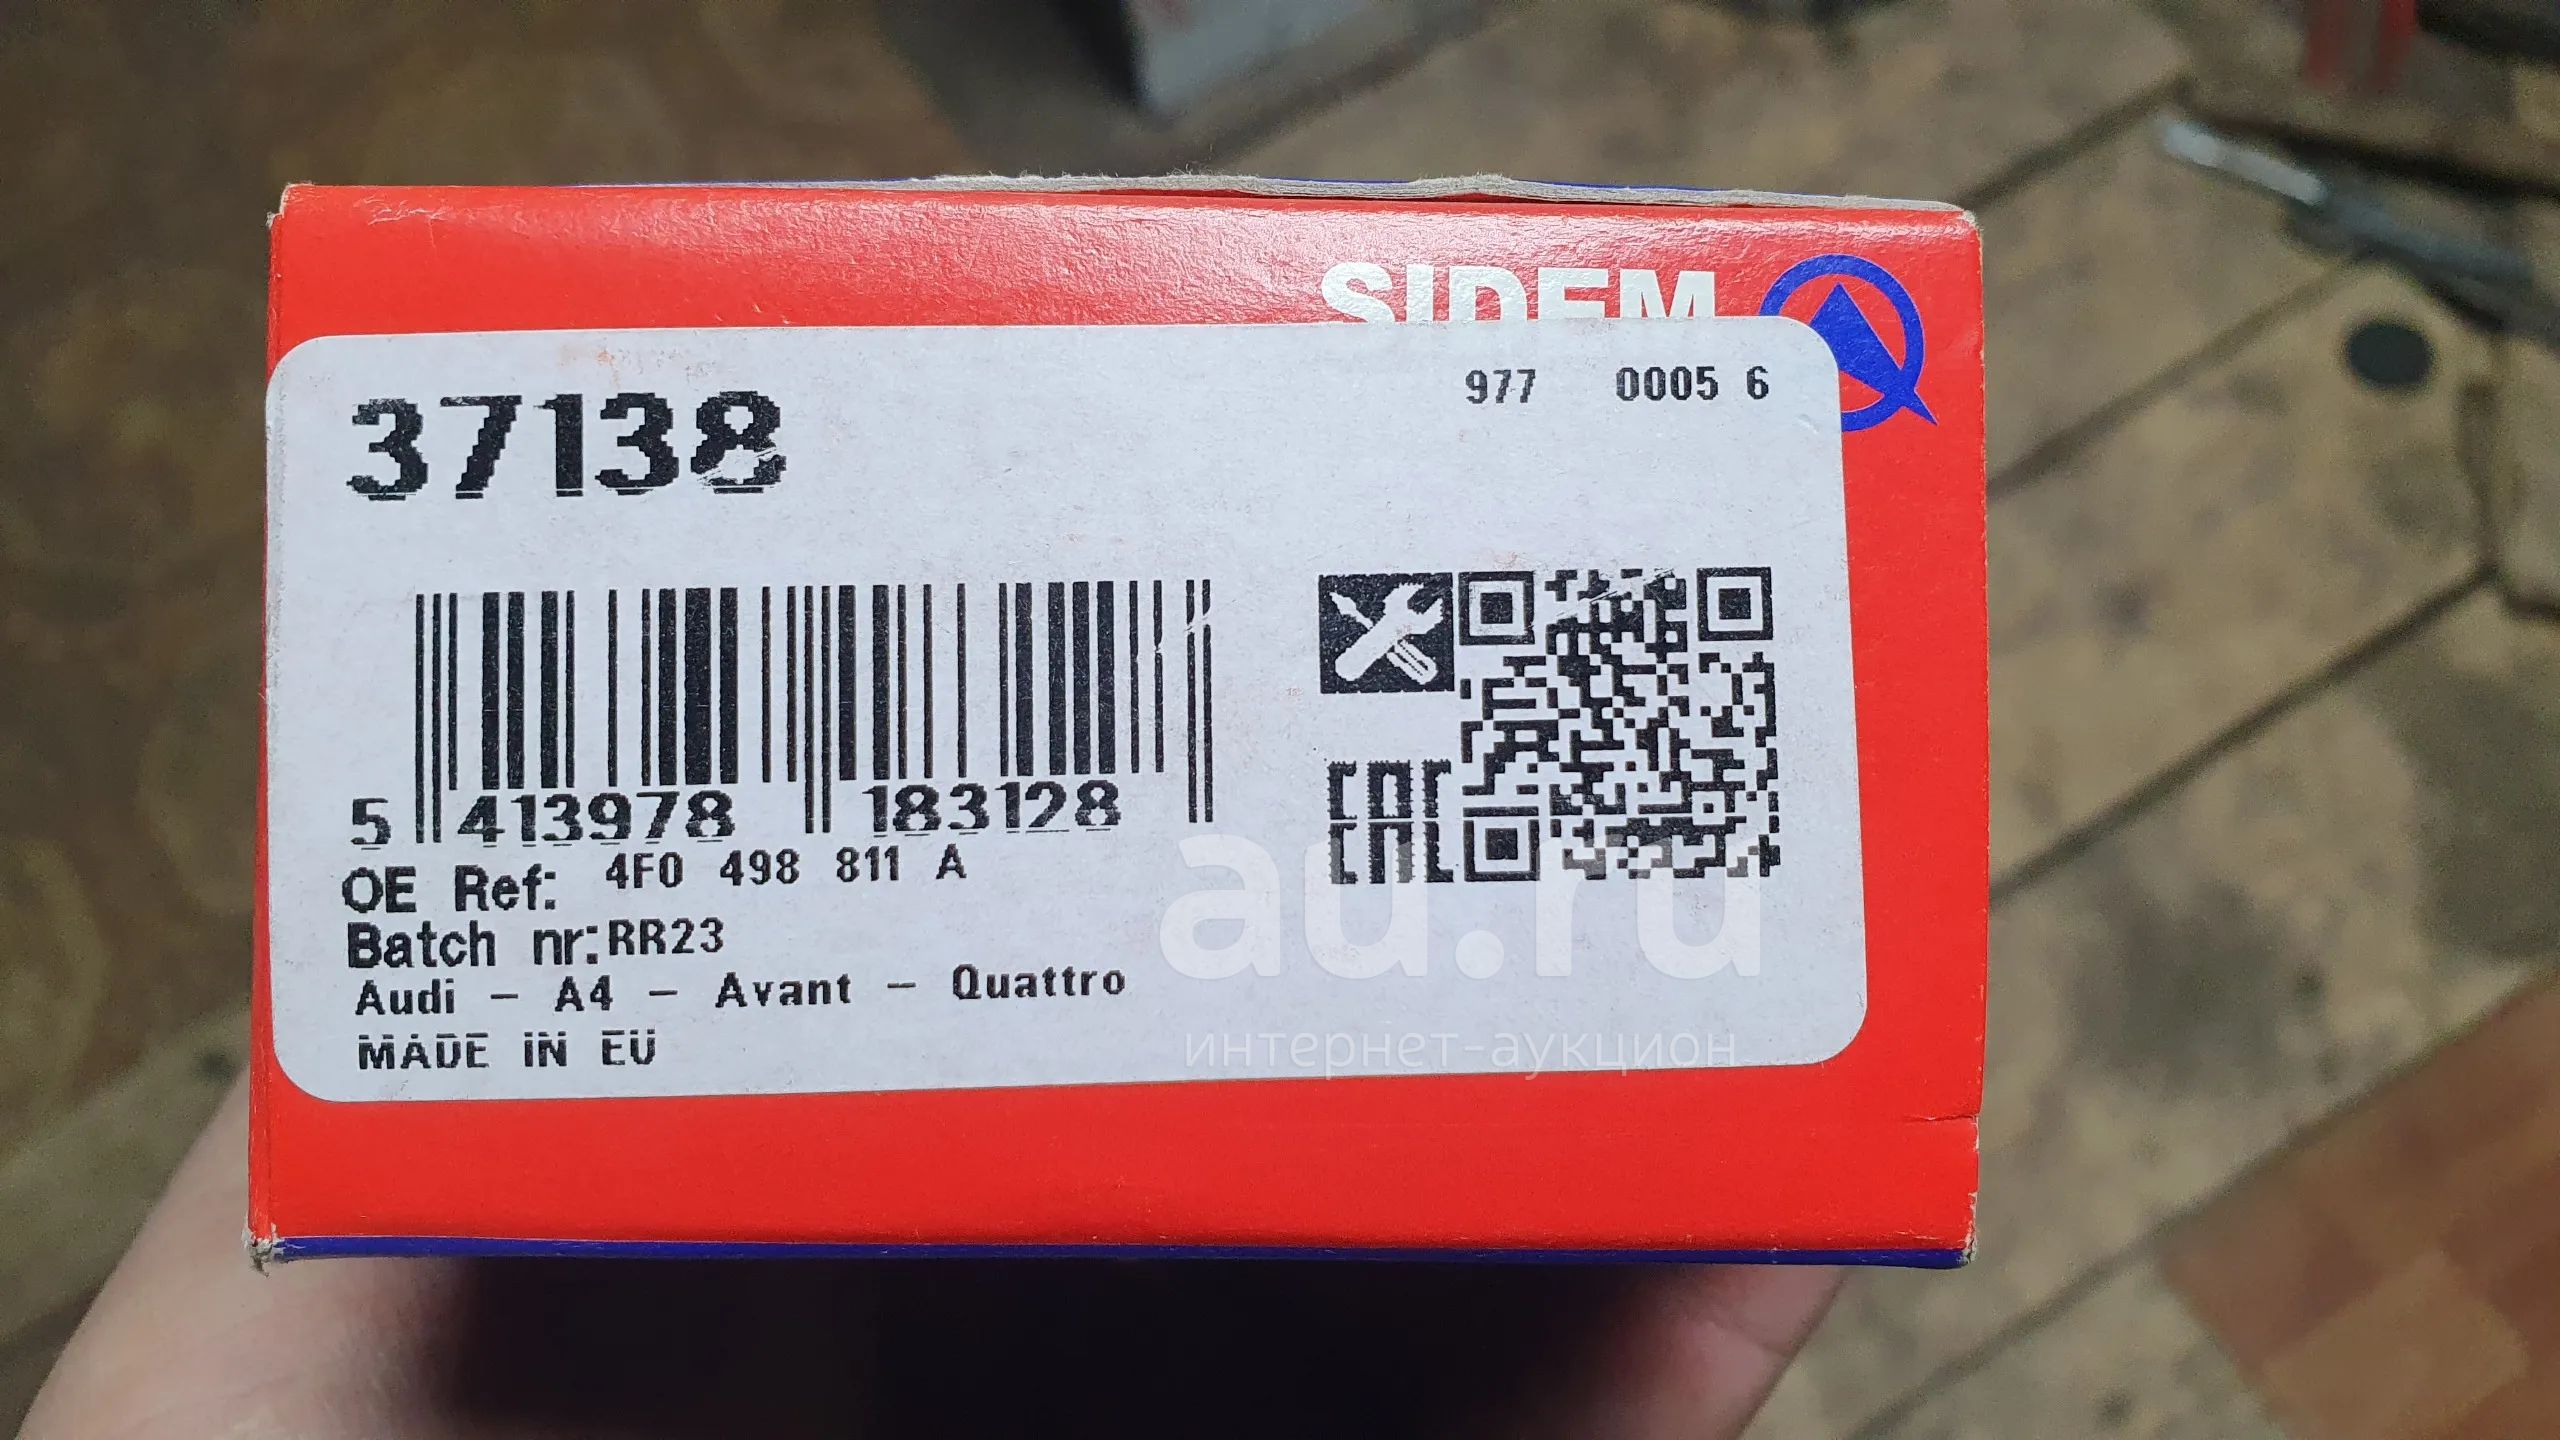 SIDEM
977 0005 6
37138
5 413978 183128
EAC
OE Ref: 4F0 498 811 A
Batch nr: RR23
Audi - A4 - Avant - Quattro
MADE IN EU
au.ru
интернет-аукцион